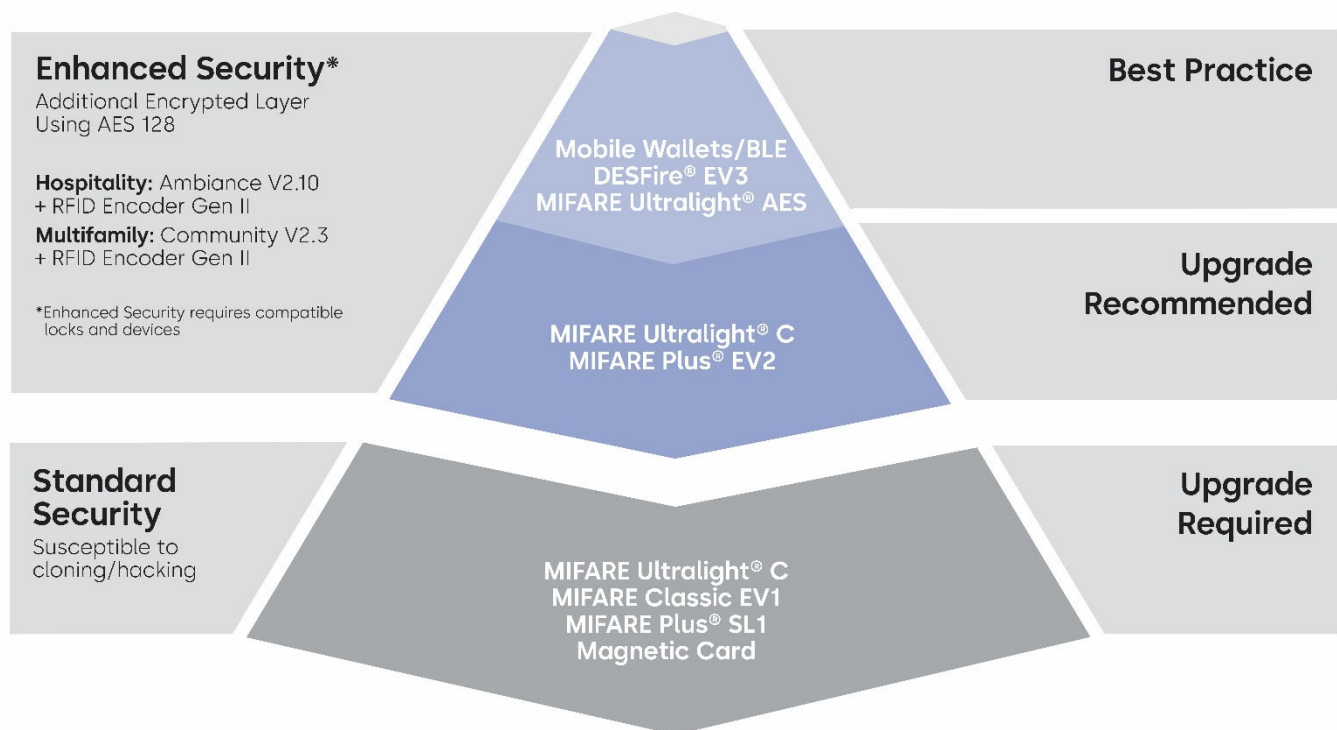 Enhanced Security*
Additional Encrypted Layer
Using AES 128
Hospitality: Ambiance V2.10
+ RFID Encoder Gen II
Multifamily: Community V2.3
+ RFID Encoder Gen II
*Enhanced Security requires compatible
locks and devices
Mobile Wallets/BLE
DESFire® EV3
MIFARE Ultralight® AES
Best Practice
MIFARE Ultralight® C
MIFARE Plus® EV2
Upgrade
Recommended
Standard
Security
Susceptible to
cloning/hacking
MIFARE Ultralight® C
MIFARE Classic EV1
MIFARE Plus® SL1
Magnetic Card
Upgrade
Required